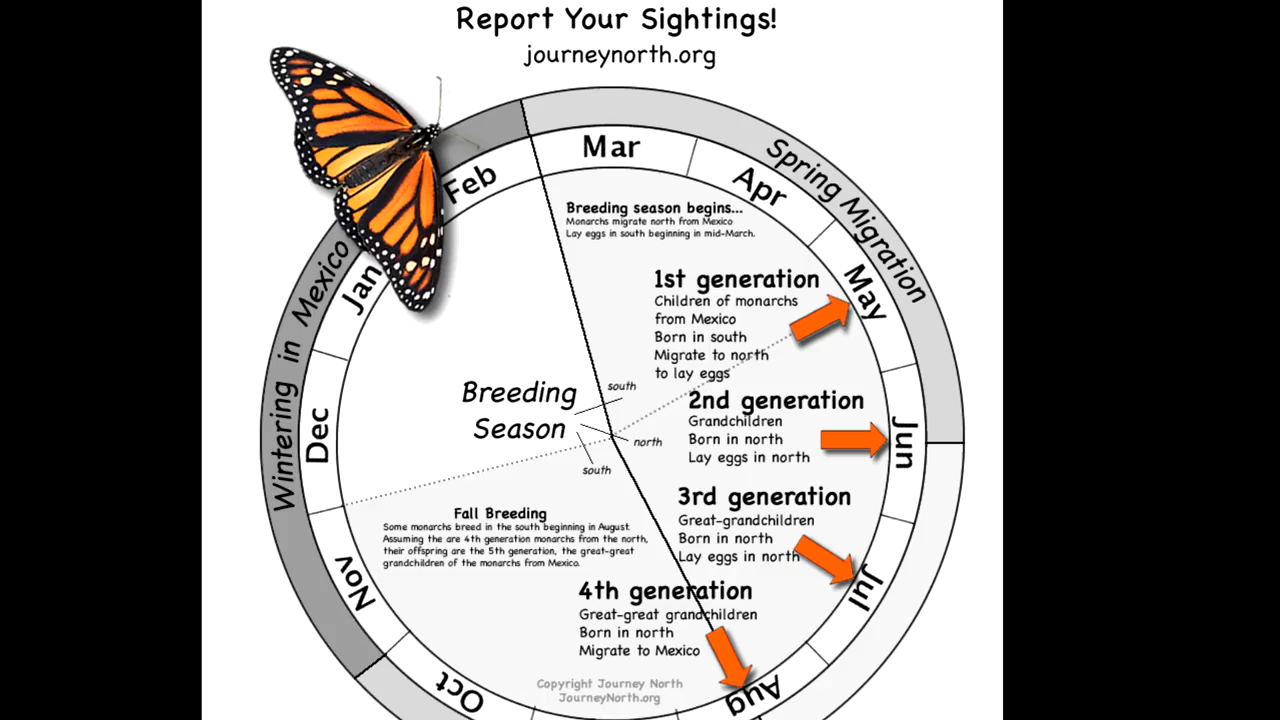 Report Your Sightings!
journeynorth.org
Mar
Apr
May
Jun
Jul
Aug
Oct
Nov
Dec
Jan
Feb
Spring Migration
Wintering in Mexico
Breeding season begins...
Monarchs migrate north from Mexico
Lay eggs in south beginning in mid-March.
1st generation
Children of monarchs
from Mexico
Born in south
Migrate to north
to lay eggs
Breeding
Season
south
north
south
2nd generation
Grandchildren
Born in north
Lay eggs in north
3rd generation
Great-grandchildren
Born in north
Lay eggs in north
Fall Breeding
Some monarchs breed in the south beginning in August.
Assuming the are 4th generation monarchs from the north,
their offspring are the 5th generation, the great-great
grandchildren of the monarchs from Mexico.
4th generation
Great-great grandchildren
Born in north
Migrate to Mexico
Copyright Journey North
JourneyNorth.org